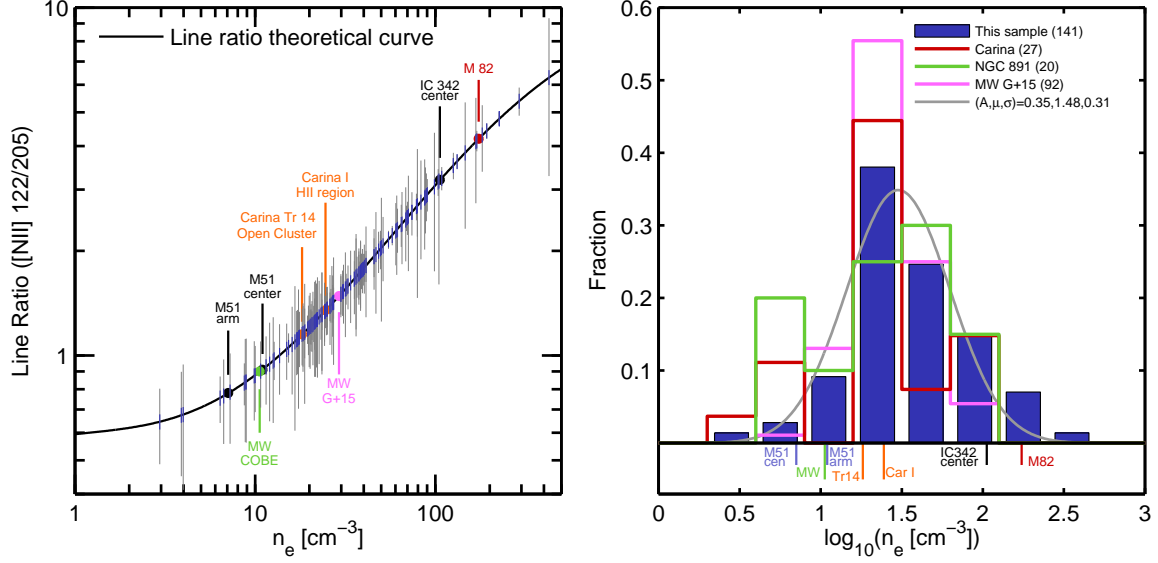 10
1
Line Ratio ([NII] 122/205)
1
10
100
n_e [cm^−3]
Line ratio theoretical curve
M 82
IC 342
center
Carina I
HII region
Carina Tr 14
Open Cluster
M51
center
M51
arm
MW
G+15
MW
COBE
0.6
0.5
0.4
0.3
0.2
0.1
Fraction
This sample (141)
Carina (27)
NGC 891 (20)
MW G+15 (92)
(A,μ,σ)=0.35,1.48,0.31
M51
cen
MW
M51
arm
Tr14
Car I
IC342
center
M82
0
0.5
1
1.5
2
2.5
3
log_10(n_e [cm^−3])